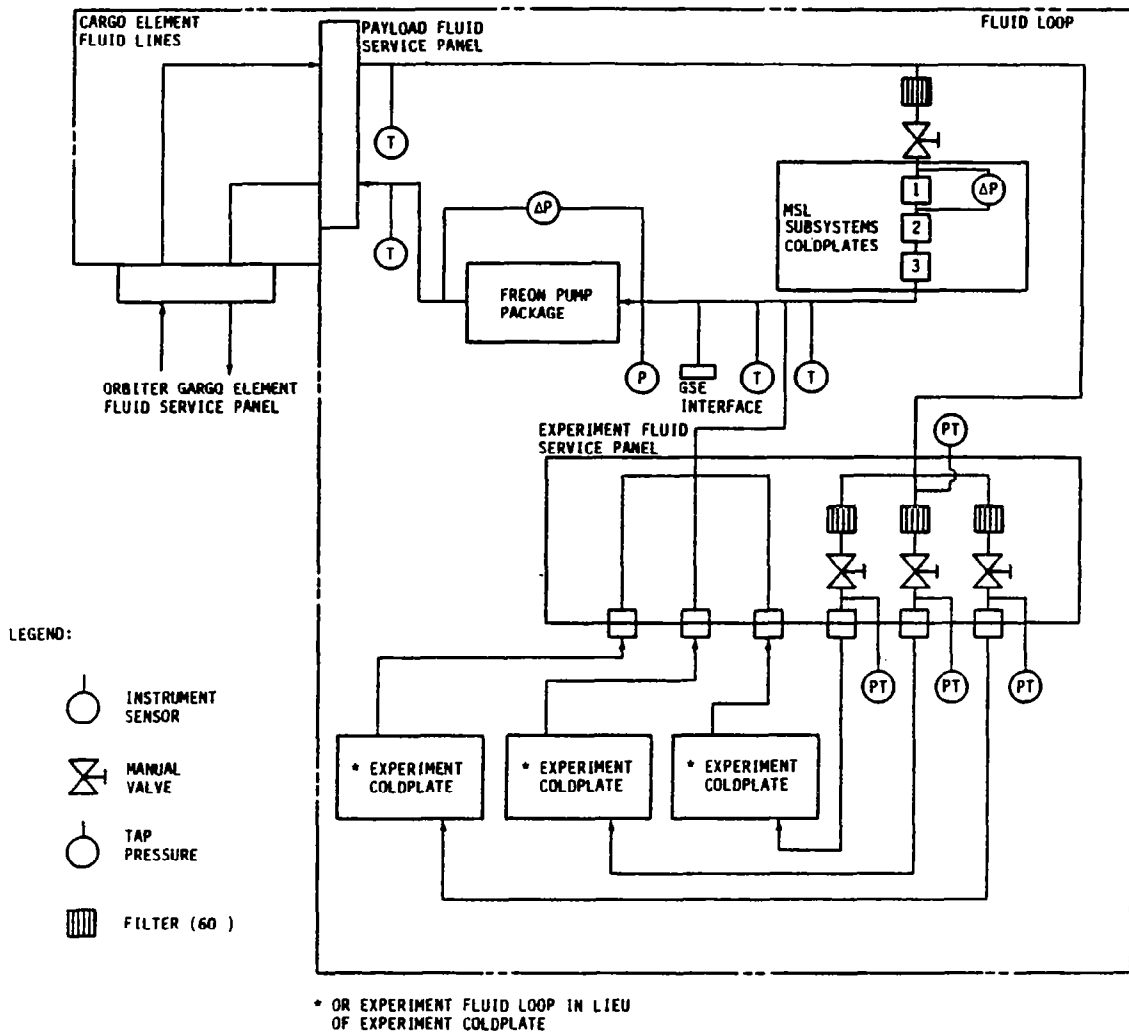 CARGO ELEMENT
FLUID LINES
PAYLOAD FLUID
SERVICE PANEL
FLUID LOOP
T
T
ΔP
FREON PUMP
PACKAGE
MSL
SUBSYSTEMS
COLDPLATES
1
2
3
ΔP
P
GSE
INTERFACE
T
T
ORBITER GARGO ELEMENT
FLUID SERVICE PANEL
EXPERIMENT FLUID
SERVICE PANEL
PT
PT
PT
PT
* EXPERIMENT
COLDPLATE
* EXPERIMENT
COLDPLATE
* EXPERIMENT
COLDPLATE
LEGEND:
INSTRUMENT
SENSOR
MANUAL
VALVE
TAP
PRESSURE
FILTER (60 )
* OR EXPERIMENT FLUID LOOP IN LIEU
OF EXPERIMENT COLDPLATE